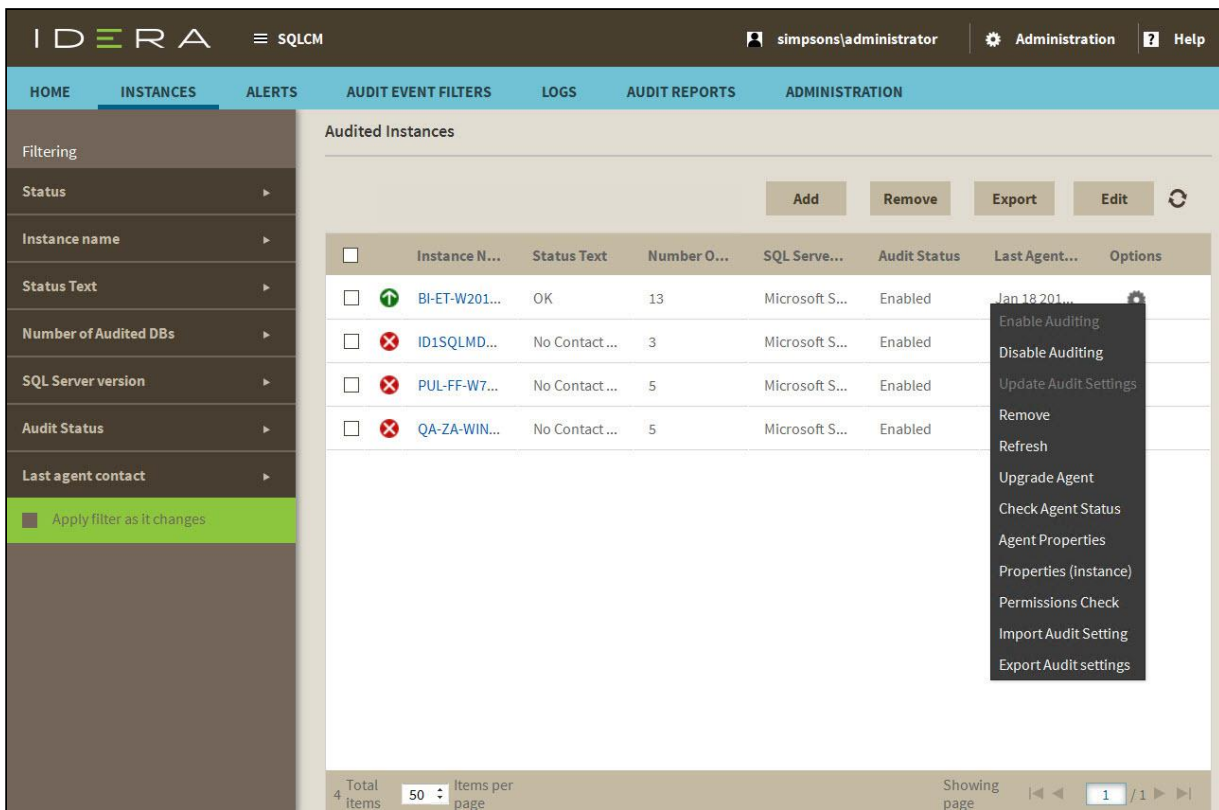 IDERA SQLCM simpsons\administrator Administration ? Help
HOME INSTANCES ALERTS AUDIT EVENT FILTERS LOGS AUDIT REPORTS ADMINISTRATION
Filtering
Status
Instance name
Status Text
Number of Audited DBs
SQL Server version
Audit Status
Last agent contact
Apply filter as it changes
Audited Instances
Add Remove Export Edit
Instance N... Status Text Number O... SQL Serve... Audit Status Last Agent... Options
BI-ET-W201... OK 13 Microsoft S... Enabled Jan 18 201...
ID1SQLMD... No Contact ... 3 Microsoft S... Enabled
PUL-FF-W7... No Contact ... 5 Microsoft S... Enabled
QA-ZA-WIN... No Contact ... 5 Microsoft S... Enabled
Enable Auditing
Disable Auditing
Update Audit Settings
Remove
Refresh
Upgrade Agent
Check Agent Status
Agent Properties
Properties (instance)
Permissions Check
Import Audit Setting
Export Audit settings
4 Total items 50 Items per page Showing page 1 / 1